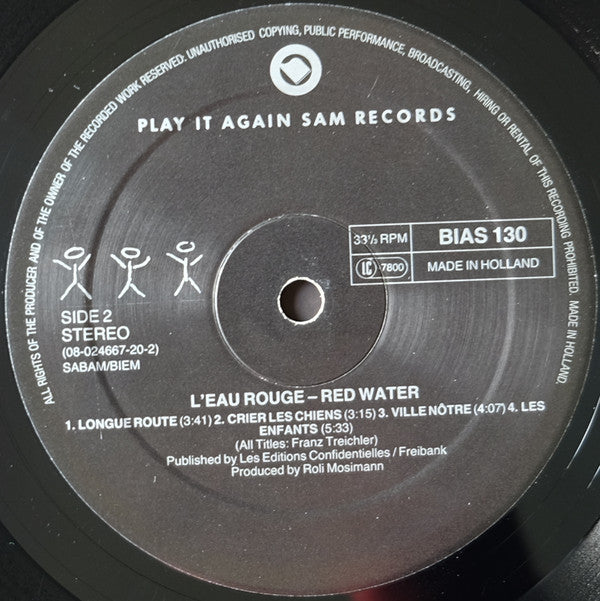 ALL RIGHTS OF THE PRODUCER AND OF THE OWNER OF THE RECORDED WORK RESERVED: UNAUTHORISED COPYING, PUBLIC PERFORMANCE, BROADCASTING, HIRING OR RENTAL OF THIS RECORDING PROHIBITED. MADE IN HOLLAND.
PLAY IT AGAIN SAM RECORDS
33⅓ RPM
BIAS 130
LC 7800
MADE IN HOLLAND
SIDE 2
STEREO
(08-024667-20-2)
SABAM/BIEM
L'EAU ROUGE – RED WATER
1. LONGUE ROUTE (3:41) 2. CRIER LES CHIENS (3:15) 3. VILLE NÔTRE (4:07) 4. LES
ENFANTS (5:33)
(All Titles: Franz Treichler)
Published by Les Editions Confidentielles / Freibank
Produced by Roli Mosimann